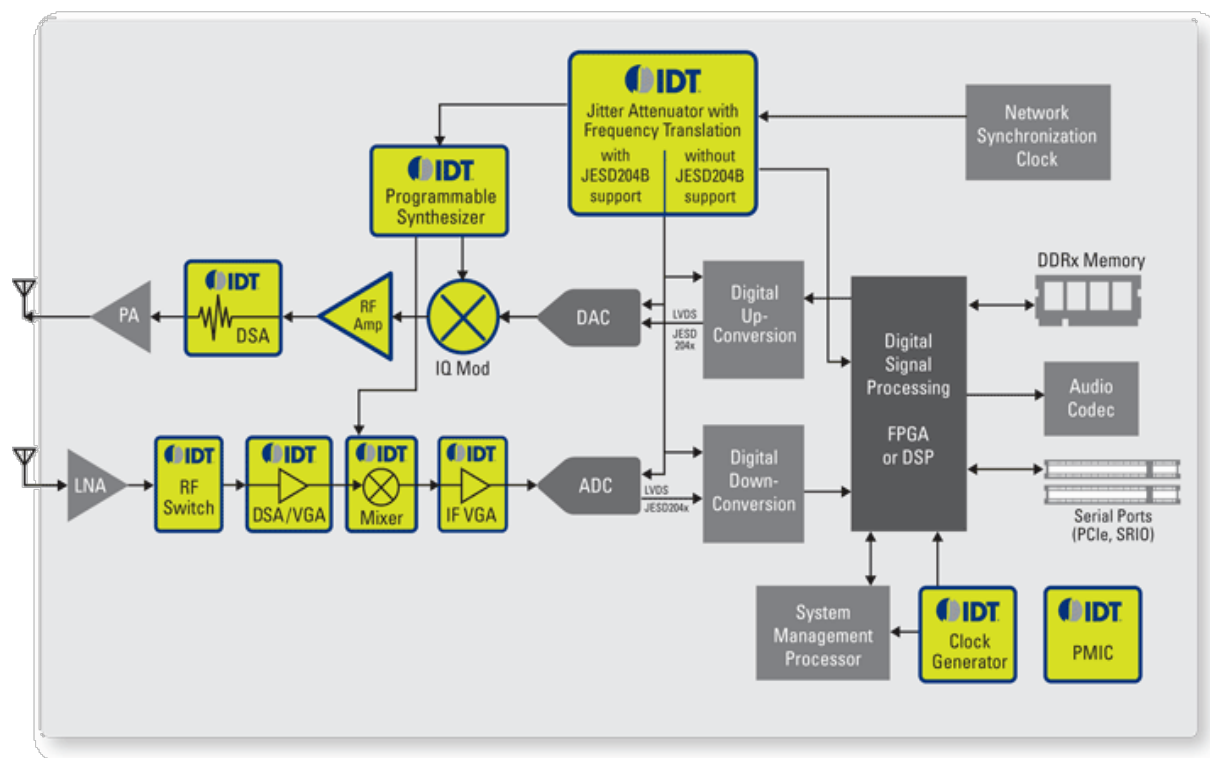 IDT
Jitter Attenuator with
Frequency Translation
with
JESD204B
support
without
JESD204B
support
Network
Synchronization
Clock
IDT
Programmable
Synthesizer
PA
IDT
DSA
RF
Amp
IQ Mod
DAC
LVDS
JESD
204x
Digital
Up-
Conversion
Digital
Signal
Processing
FPGA
or DSP
DDRx Memory
Audio
Codec
LNA
IDT
RF
Switch
IDT
DSA/VGA
IDT
Mixer
IDT
IF VGA
ADC
LVDS
JESD204x
Digital
Down-
Conversion
Serial Ports
(PCIe, SRIO)
System
Management
Processor
IDT
Clock
Generator
IDT
PMIC